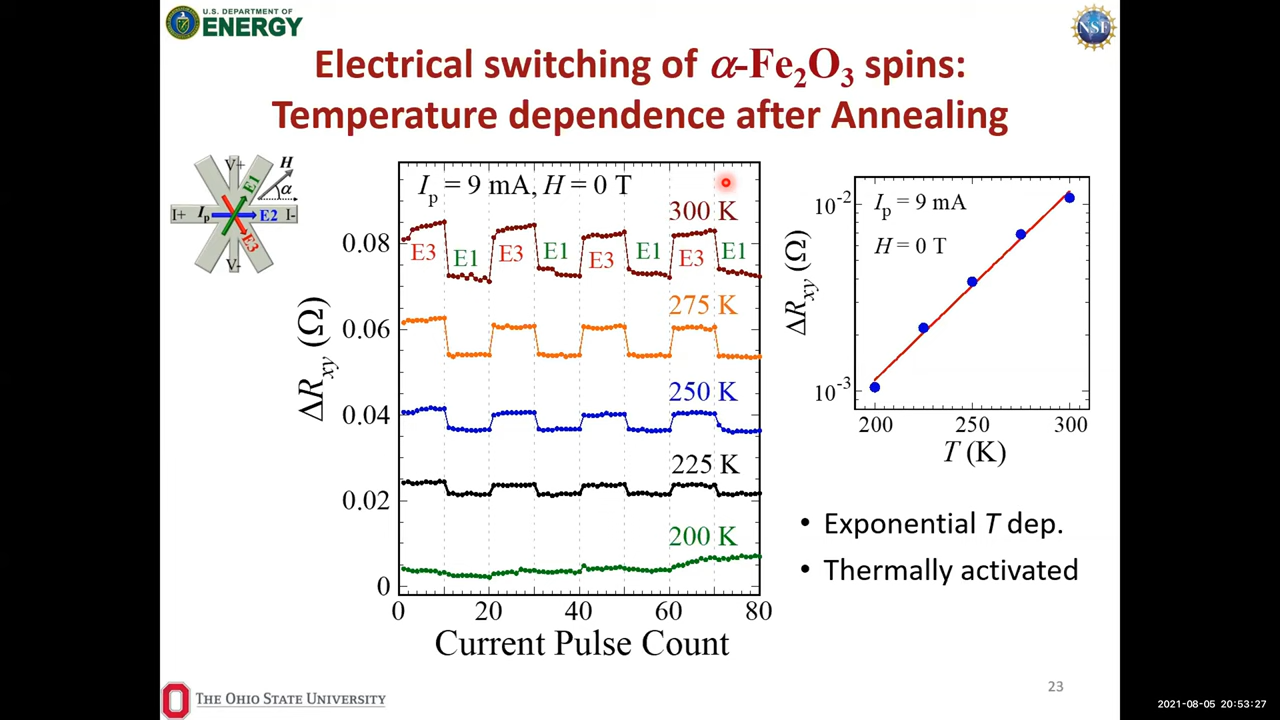 U.S. DEPARTMENT OF
ENERGY
NSF
Electrical switching of α-Fe₂O₃ spins:
Temperature dependence after Annealing
V+
H
E1
α
I+
Iₚ
E2
I-
E3
V-
Iₚ = 9 mA, H = 0 T
300 K
E3
E1
E3
E1
E3
E1
E3
E1
275 K
250 K
225 K
200 K
0.08
0.06
0.04
0.02
0
ΔRₓᵧ (Ω)
0 20 40 60 80
Current Pulse Count
Iₚ = 9 mA
H = 0 T
10⁻²
10⁻³
ΔRₓᵧ (Ω)
200 250 300
T (K)
• Exponential T dep.
• Thermally activated
THE OHIO STATE UNIVERSITY
23
2021-08-05 20:53:27